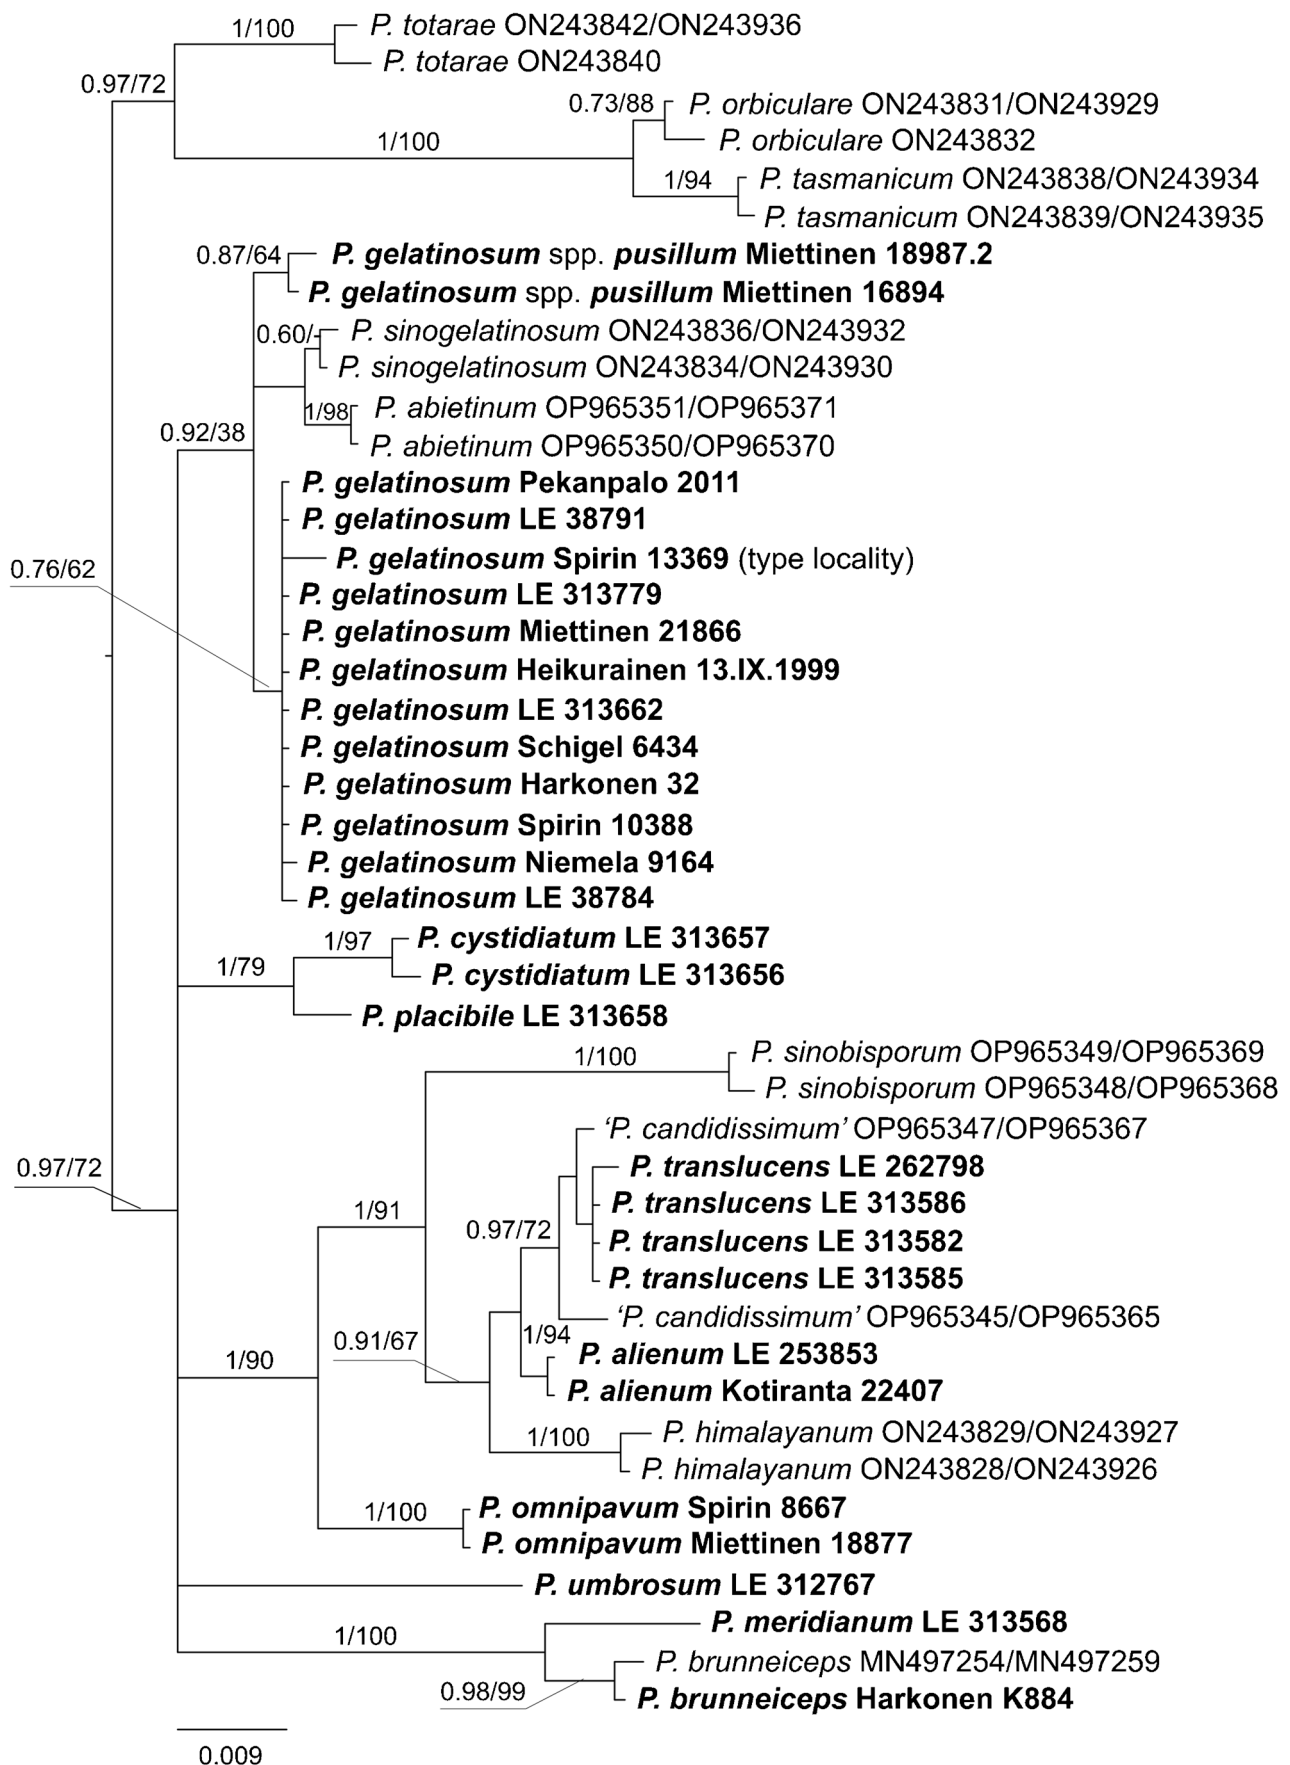 1/100
P. totarae ON243842/ON243936
P. totarae ON243840
0.97/72
0.73/88
P. orbiculare ON243831/ON243929
P. orbiculare ON243832
1/100
1/94
P. tasmanicum ON243838/ON243934
P. tasmanicum ON243839/ON243935
0.87/64
P. gelatinosum spp. pusillum Miettinen 18987.2
P. gelatinosum spp. pusillum Miettinen 16894
0.60/-
P. sinogelatinosum ON243836/ON243932
P. sinogelatinosum ON243834/ON243930
1/98
P. abietinum OP965351/OP965371
P. abietinum OP965350/OP965370
0.92/38
P. gelatinosum Pekanpalo 2011
P. gelatinosum LE 38791
P. gelatinosum Spirin 13369 (type locality)
0.76/62
P. gelatinosum LE 313779
P. gelatinosum Miettinen 21866
P. gelatinosum Heikurainen 13.IX.1999
P. gelatinosum LE 313662
P. gelatinosum Schigel 6434
P. gelatinosum Harkonen 32
P. gelatinosum Spirin 10388
P. gelatinosum Niemela 9164
P. gelatinosum LE 38784
1/97
P. cystidiatum LE 313657
P. cystidiatum LE 313656
1/79
P. placibile LE 313658
1/100
P. sinobisporum OP965349/OP965369
P. sinobisporum OP965348/OP965368
‘P. candidissimum’ OP965347/OP965367
0.97/72
P. translucens LE 262798
P. translucens LE 313586
1/91
0.97/72
P. translucens LE 313582
P. translucens LE 313585
‘P. candidissimum’ OP965345/OP965365
0.91/67
1/94
P. alienum LE 253853
1/90
P. alienum Kotiranta 22407
1/100
P. himalayanum ON243829/ON243927
P. himalayanum ON243828/ON243926
1/100
P. omnipavum Spirin 8667
P. omnipavum Miettinen 18877
P. umbrosum LE 312767
1/100
P. meridianum LE 313568
P. brunneiceps MN497254/MN497259
0.98/99
P. brunneiceps Harkonen K884
0.009